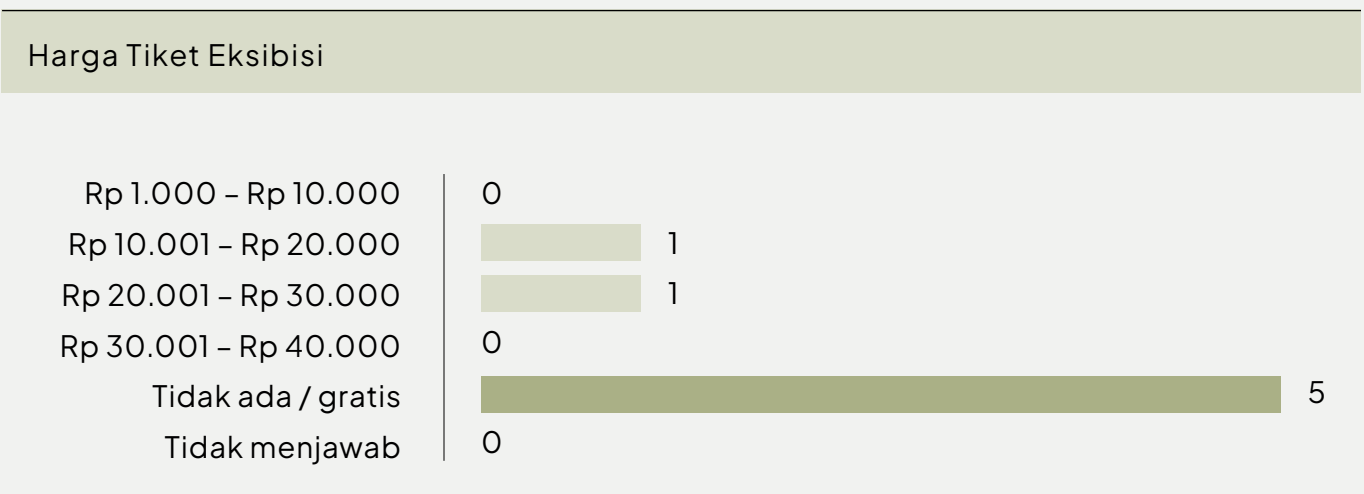 Harga Tiket Eksibisi
Rp 1.000 – Rp 10.000 0
Rp 10.001 – Rp 20.000 1
Rp 20.001 – Rp 30.000 1
Rp 30.001 – Rp 40.000 0
Tidak ada / gratis 5
Tidak menjawab 0